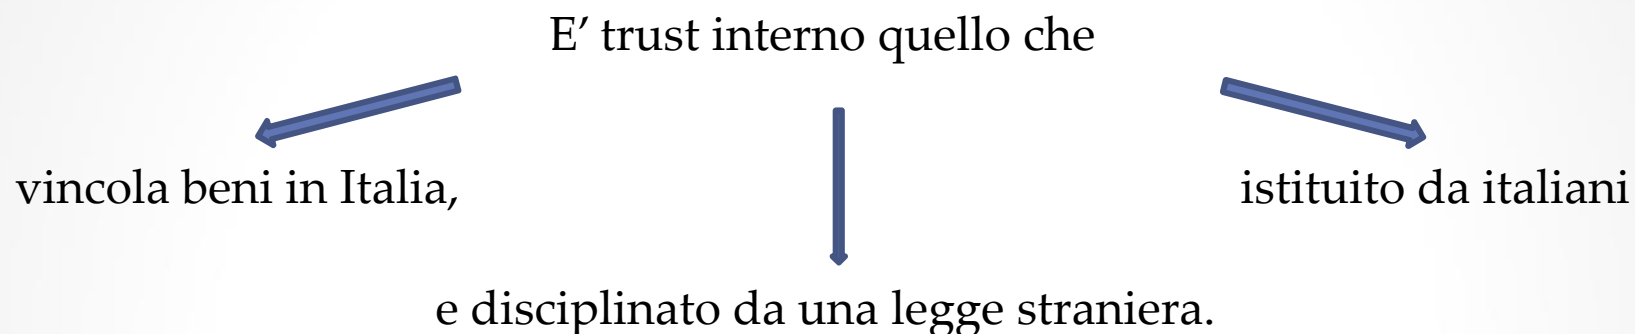 E’ trust interno quello che
vincola beni in Italia,
istituito da italiani
e disciplinato da una legge straniera.